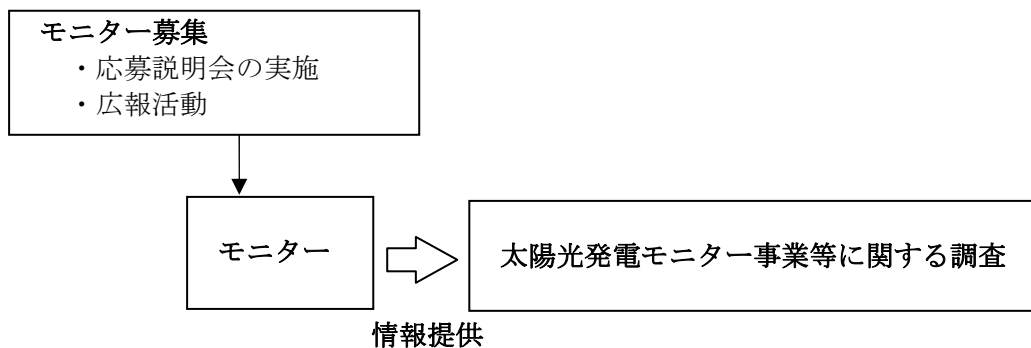 モニター募集
・応募説明会の実施
・広報活動
モニター
太陽光発電モニター事業等に関する調査
情報提供